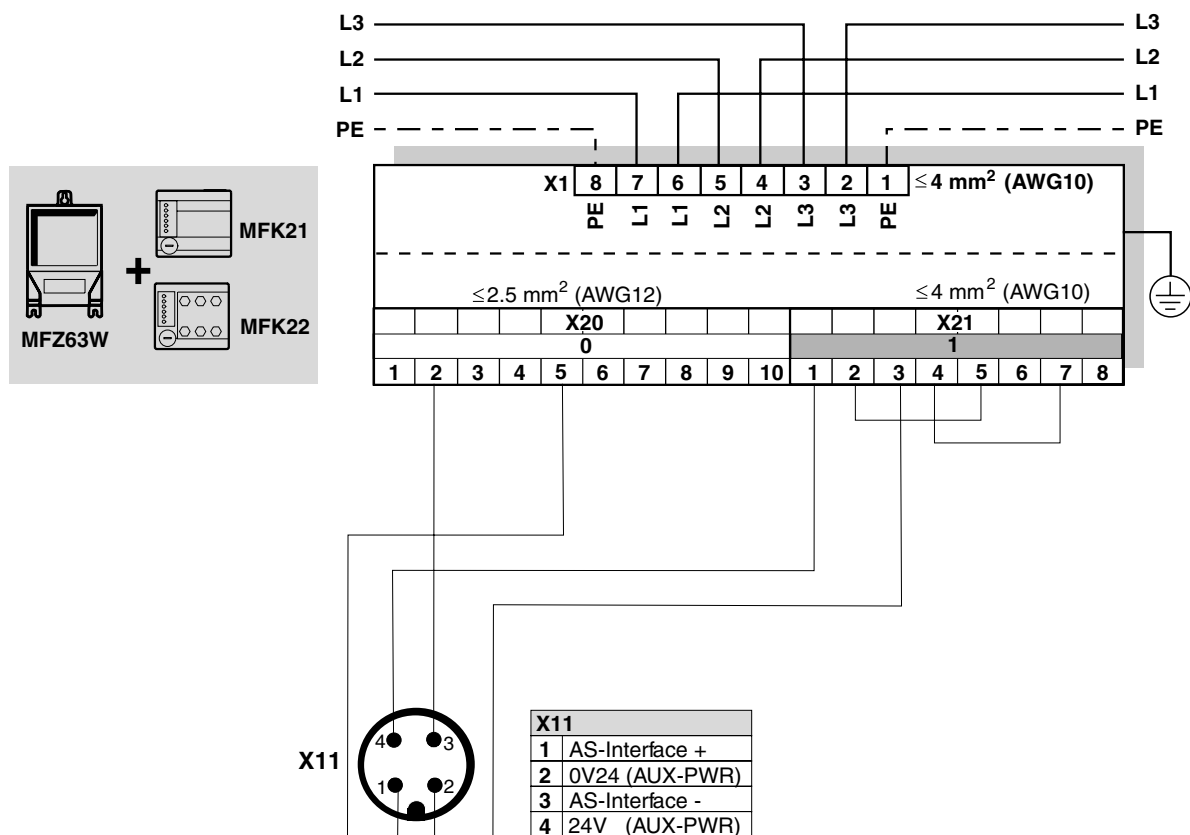 L3 L3
L2 L2
L1 L1
PE PE
X1 8 7 6 5 4 3 2 1 ≤4 mm² (AWG10)
PE L1 L1 L2 L2 L3 L3 PE
MFK21
+
MFZ63W
MFK22
≤2.5 mm² (AWG12) ≤4 mm² (AWG10)
X20 X21
0 1
1 2 3 4 5 6 7 8 9 10 1 2 3 4 5 6 7 8
X11
4 3
1 2
X11
1 AS-Interface +
2 0V24 (AUX-PWR)
3 AS-Interface -
4 24V (AUX-PWR)